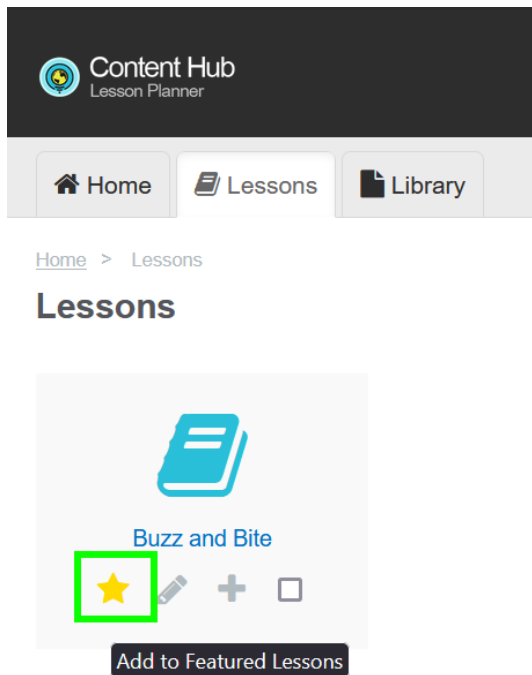 Content Hub
Lesson Planner
Home Lessons Library
Home > Lessons
Lessons
Buzz and Bite
Add to Featured Lessons